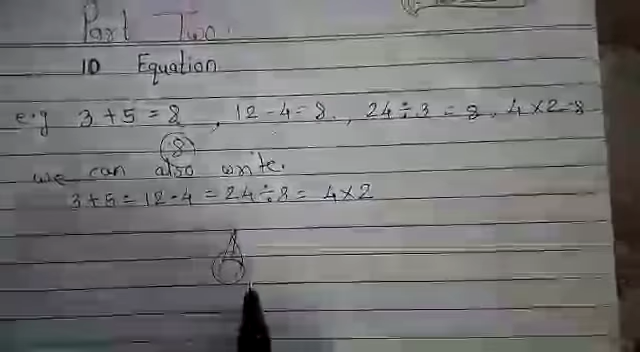 Part Two
10 Equation
e.g 3 + 5 = 8, 12 - 4 = 8, 24 ÷ 3 = 8, 4 × 2 = 8
8
we can also write.
3 + 5 = 12 - 4 = 24 ÷ 8 = 4 × 2